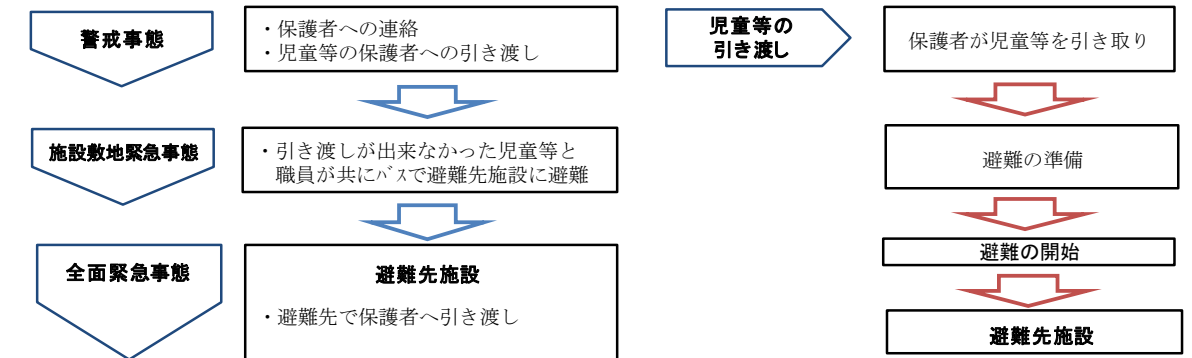 警戒事態
・保護者への連絡
・児童等の保護者への引き渡し
施設敷地緊急事態
・引き渡しが出来なかった児童等と
職員が共にバスで避難先施設に避難
全面緊急事態
避難先施設
・避難先で保護者へ引き渡し
児童等の
引き渡し
保護者が児童等を引き取り
避難の準備
避難の開始
避難先施設